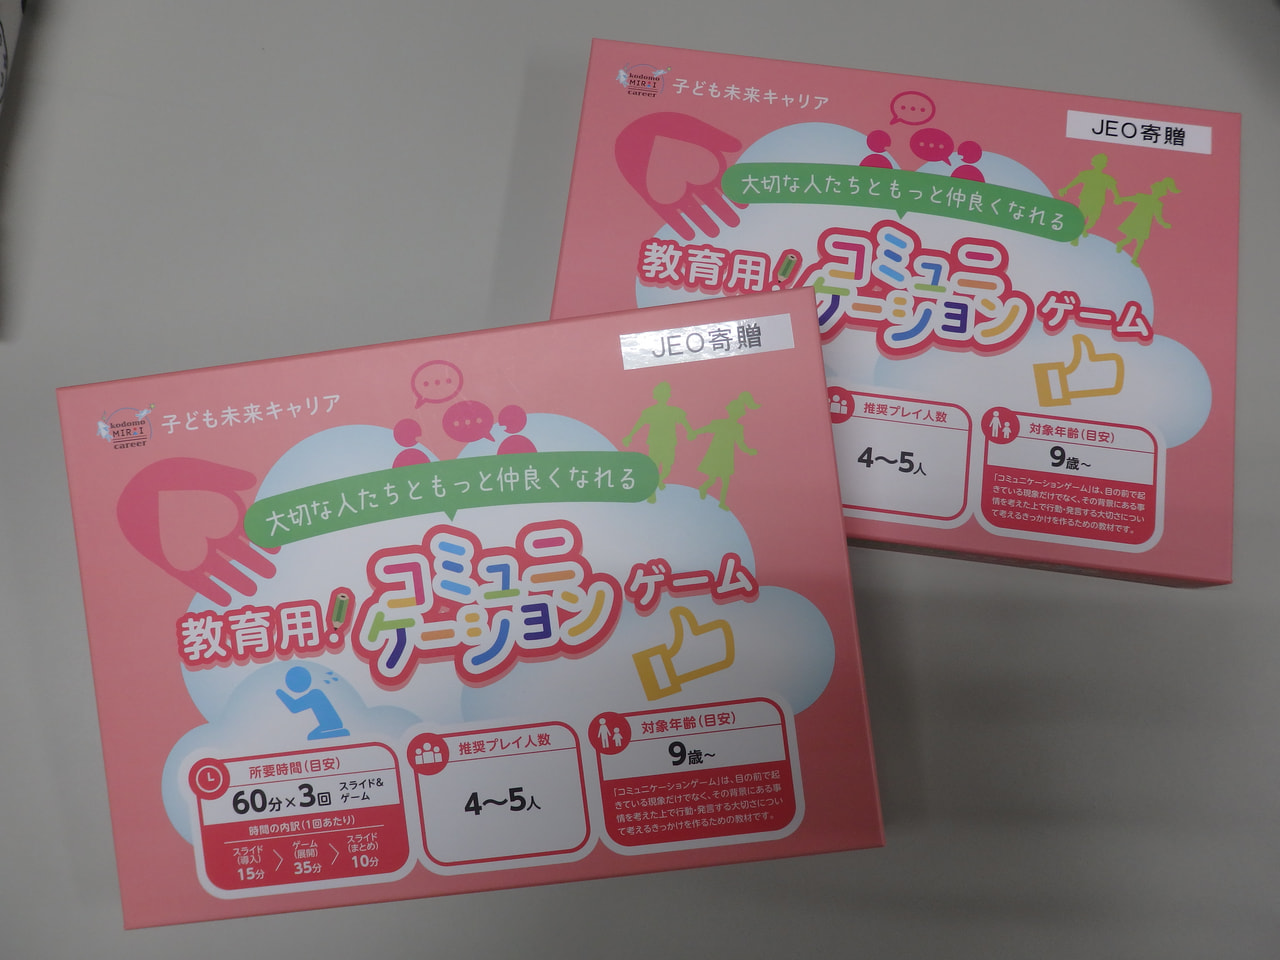 kodomo
MIRAI
career
子ども未来キャリア
JEO寄贈
大切な人たちともっと仲良くなれる
教育用!
コミュニ
ケーション
ゲーム
推奨プレイ人数
4〜5人
対象年齢(目安)
9歳〜
「コミュニケーションゲーム」は、目の前で起
きている現象だけでなく、その背景にある事
情を考えた上で行動・発言する大切さについ
て考えるきっかけを作るための教材です。
kodomo
MIRAI
career
子ども未来キャリア
JEO寄贈
大切な人たちともっと仲良くなれる
教育用!
コミュニ
ケーション
ゲーム
所要時間(目安)
60分×3回 スライド&
ゲーム
時間の内訳(1回あたり)
スライド
(導入)
15分
ゲーム
(展開)
35分
スライド
(まとめ)
10分
推奨プレイ人数
4〜5人
対象年齢(目安)
9歳〜
「コミュニケーションゲーム」は、目の前で起
きている現象だけでなく、その背景にある事
情を考えた上で行動・発言する大切さについ
て考えるきっかけを作るための教材です。